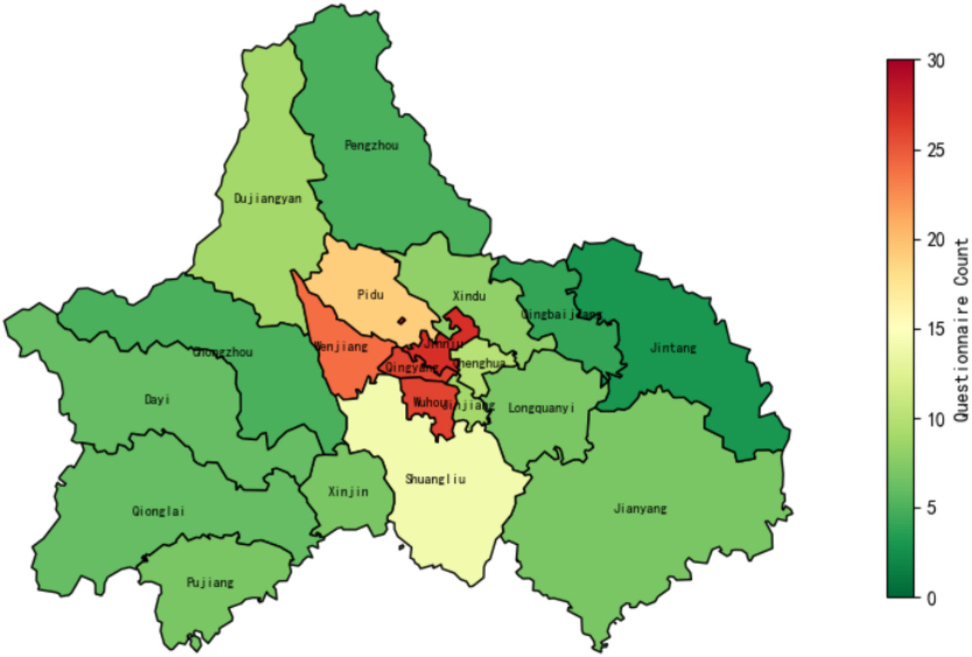 30
Pengzhou
25
Dujiangyan
20
Pidu
Xindu
Qingbaijiang
15
Questionnaire Count
Wenjiang
Jinniu
Jintang
Chongzhou
Qingyang
Chenghua
Dayi
Wuhou
Jinjiang
Longquanyi
10
Shuangliu
Xinjin
Qionglai
Jianyang
5
Pujiang
0